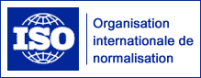 ISO
Organisation
internationale de
normalisation